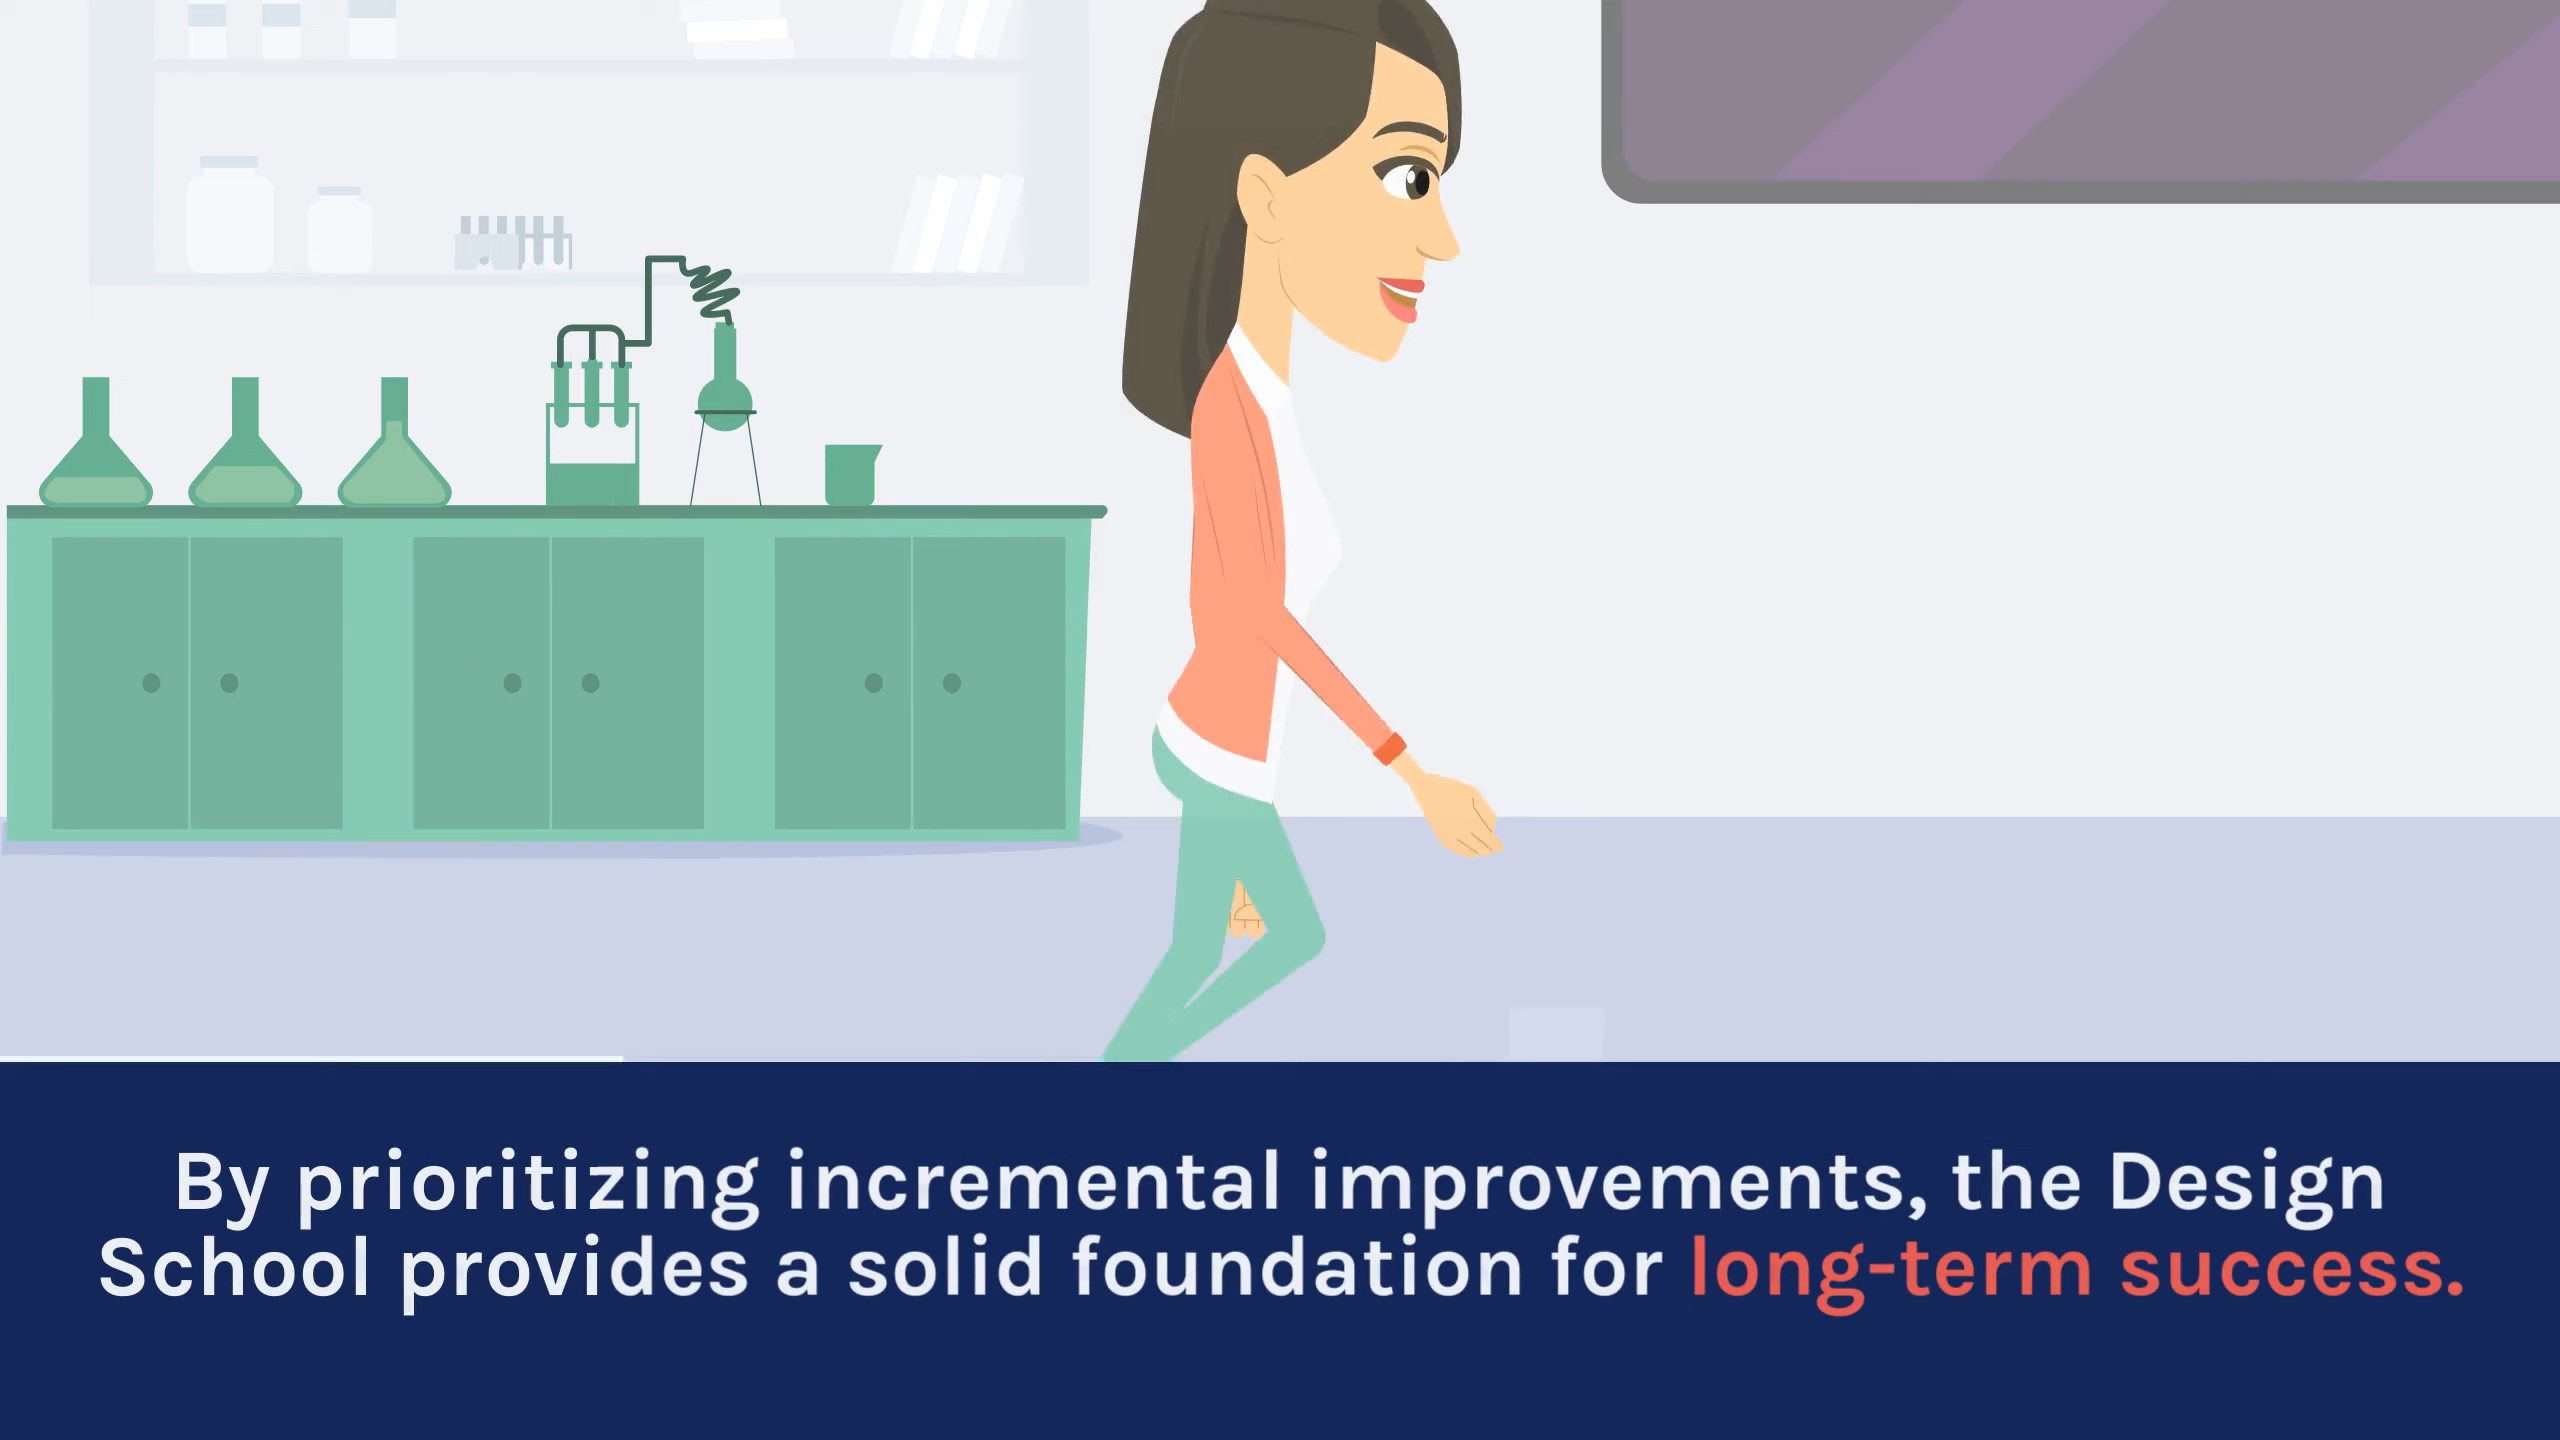 By prioritizing incremental improvements, the Design
School provides a solid foundation for long-term success.